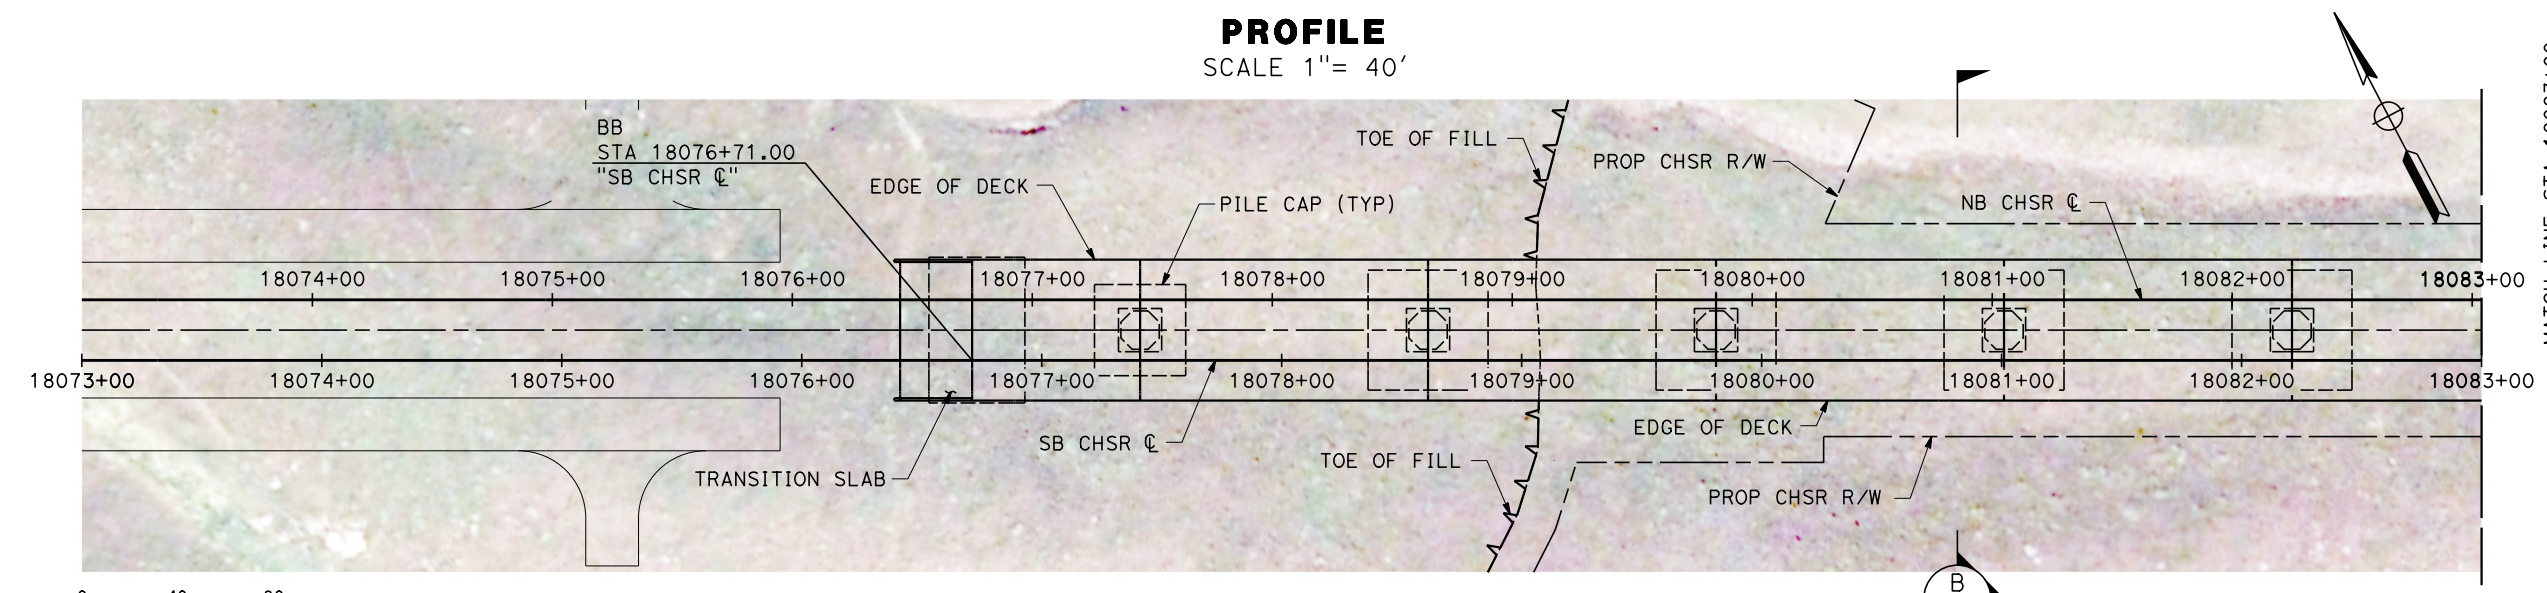 PROFILE
SCALE 1"= 40'
BB
STA 18076+71.00
"SB CHSR ℄"
EDGE OF DECK
PILE CAP (TYP)
TOE OF FILL
PROP CHSR R/W
NB CHSR ℄
18074+00 18075+00 18076+00 18077+00 18078+00 18079+00 18080+00 18081+00 18082+00 18083+00
18073+00 18074+00 18075+00 18076+00 18077+00 18078+00 18079+00 18080+00 18081+00 18082+00 18083+00
EDGE OF DECK
SB CHSR ℄
TOE OF FILL
TRANSITION SLAB
PROP CHSR R/W
B